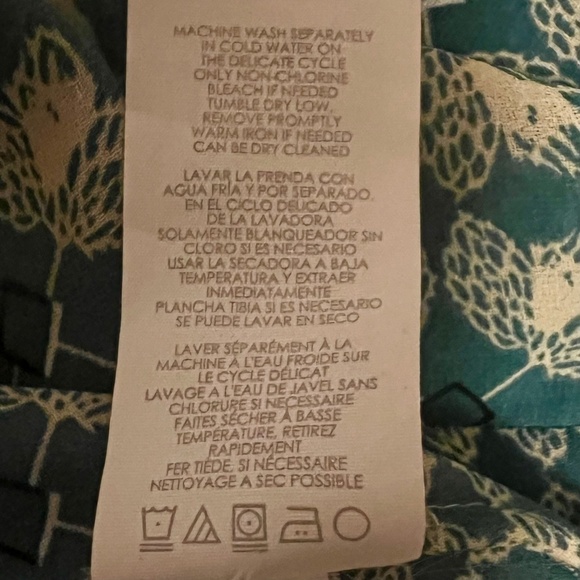 MACHINE WASH SEPARATELY
IN COLD WATER ON
THE DELICATE CYCLE
ONLY NON-CHLORINE
BLEACH IF NEEDED
TUMBLE DRY LOW,
REMOVE PROMPTLY
WARM IRON IF NEEDED
CAN BE DRY CLEANED
LAVAR LA PRENDA CON
AGUA FRÍA Y POR SEPARADO,
EN EL CICLO DELICADO
DE LA LAVADORA
SOLAMENTE BLANQUEADOR SIN
CLORO SI ES NECESARIO
USAR LA SECADORA A BAJA
TEMPERATURA Y EXTRAER
INMEDIATAMENTE
PLANCHA TIBIA SI ES NECESARIO
SE PUEDE LAVAR EN SECO
LAVER SÉPARÉMENT À LA
MACHINE À L'EAU FROIDE SUR
LE CYCLE DÉLICAT
LAVAGE A L'EAU DE JAVEL SANS
CHLORURE SI NECESSAIRE
FAITES SÉCHER À BASSE
TEMPÉRATURE, RETIREZ
RAPIDEMENT
FER TIÈDE, SI NÉCESSAIRE
NETTOYAGE A SEC POSSIBLE